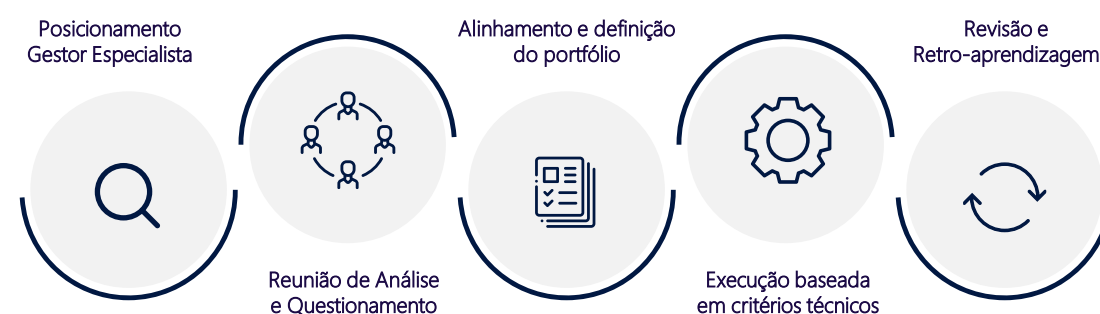 Posicionamento
Gestor Especialista
Reunião de Análise
e Questionamento
Alinhamento e definição
do portfólio
Execução baseada
em critérios técnicos
Revisão e
Retro-aprendizagem